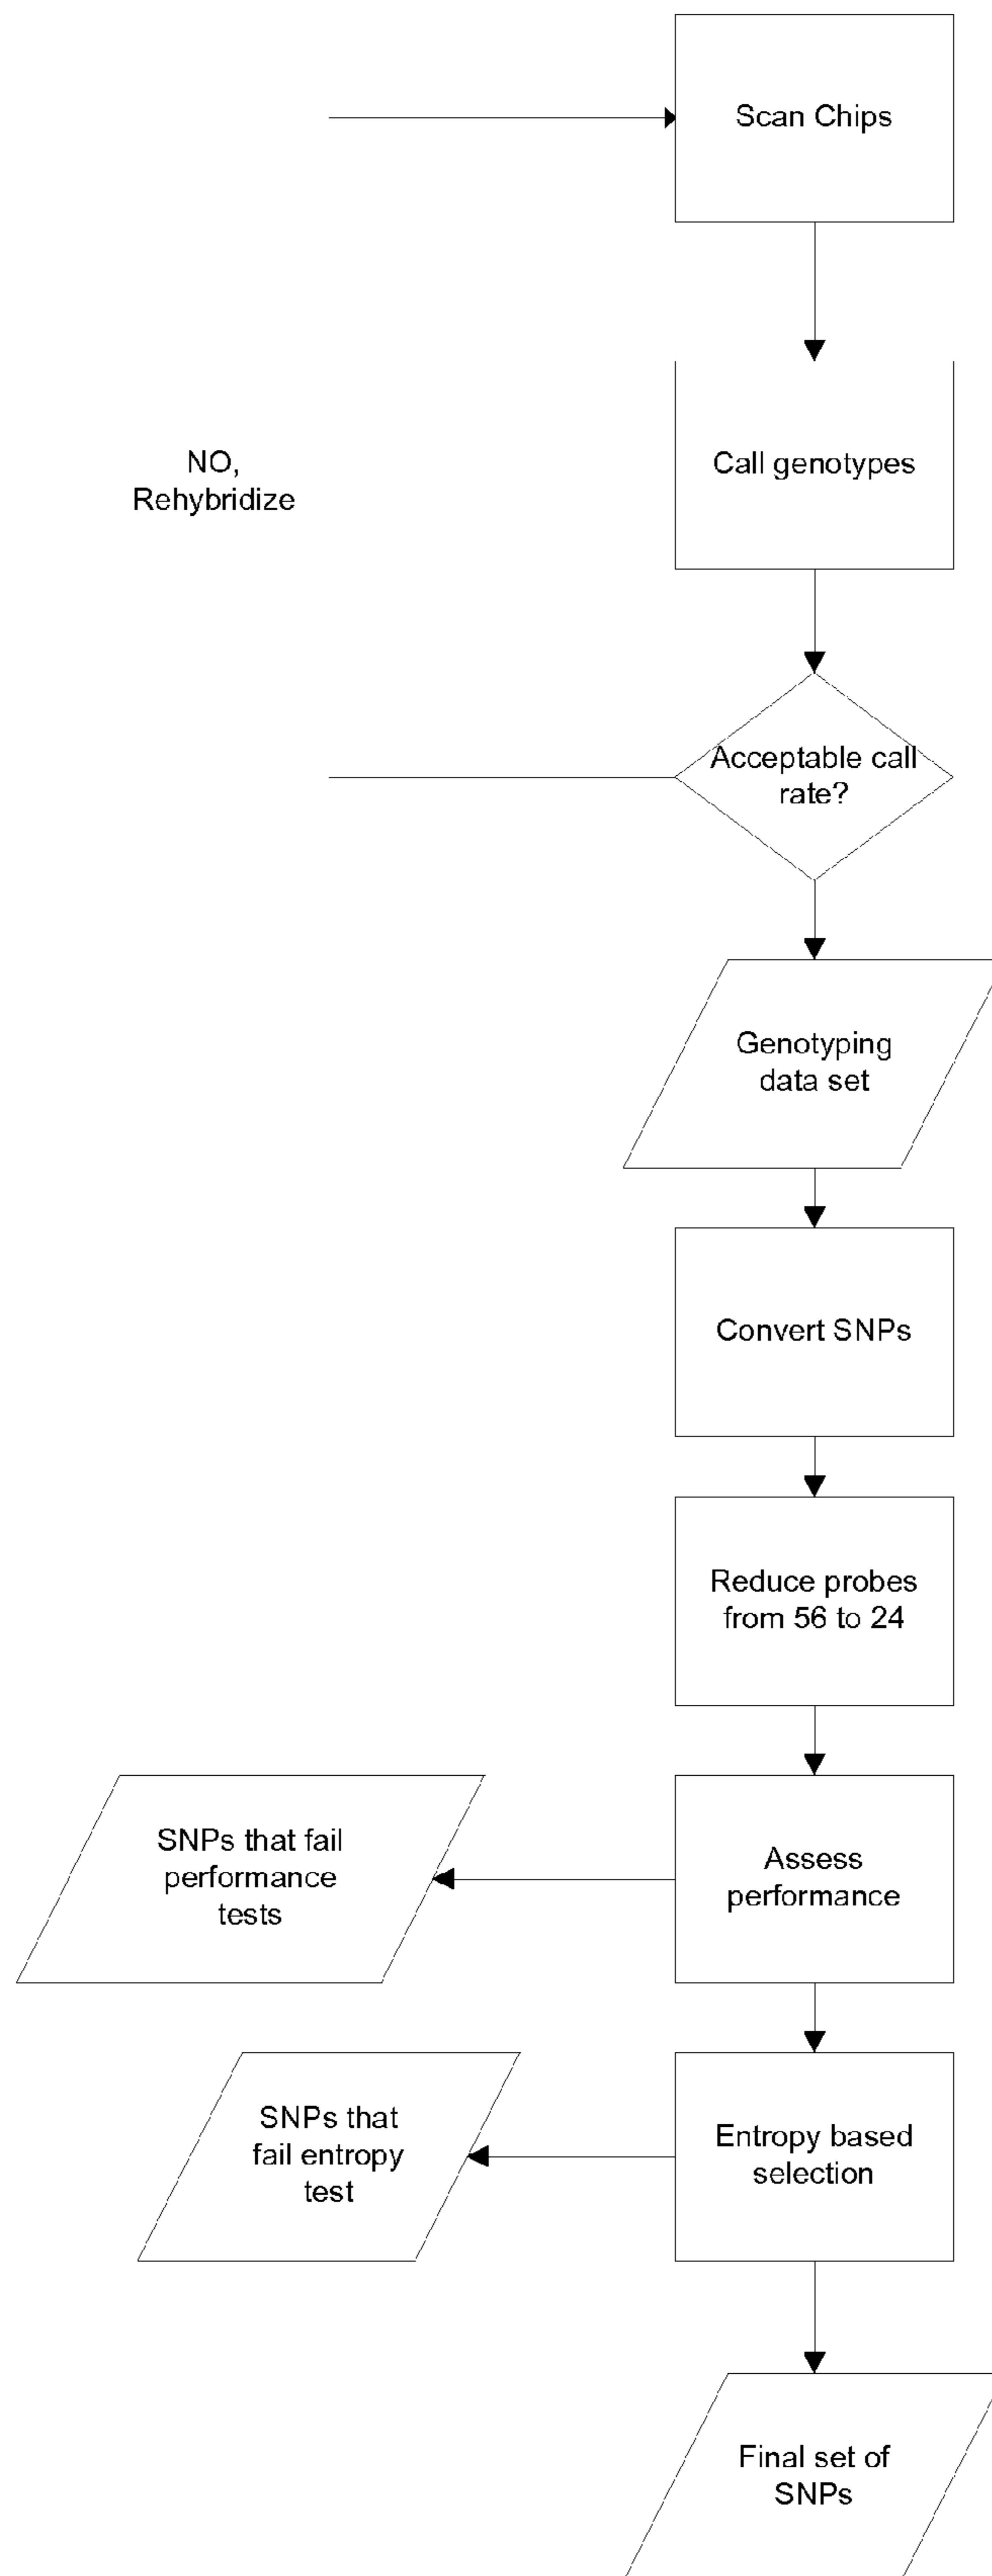 Scan Chips
Call genotypes
NO,
Rehybridize
Acceptable call
rate?
Genotyping
data set
Convert SNPs
Reduce probes
from 56 to 24
Assess
performance
SNPs that fail
performance
tests
Entropy based
selection
SNPs that
fail entropy
test
Final set of
SNPs